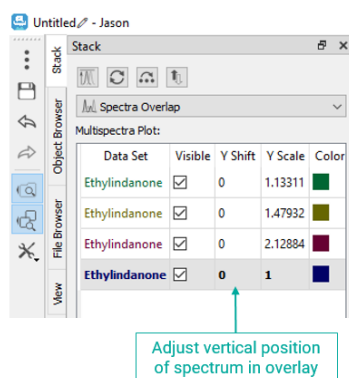 Untitled - Jason
Stack
Stack
Object Browser
File Browser
View
Spectra Overlap
Multispectra Plot:
Data Set Visible Y Shift Y Scale Color
Ethylindanone 0 1.13311
Ethylindanone 0 1.47932
Ethylindanone 0 2.12884
Ethylindanone 0 1
Adjust vertical position
of spectrum in overlay